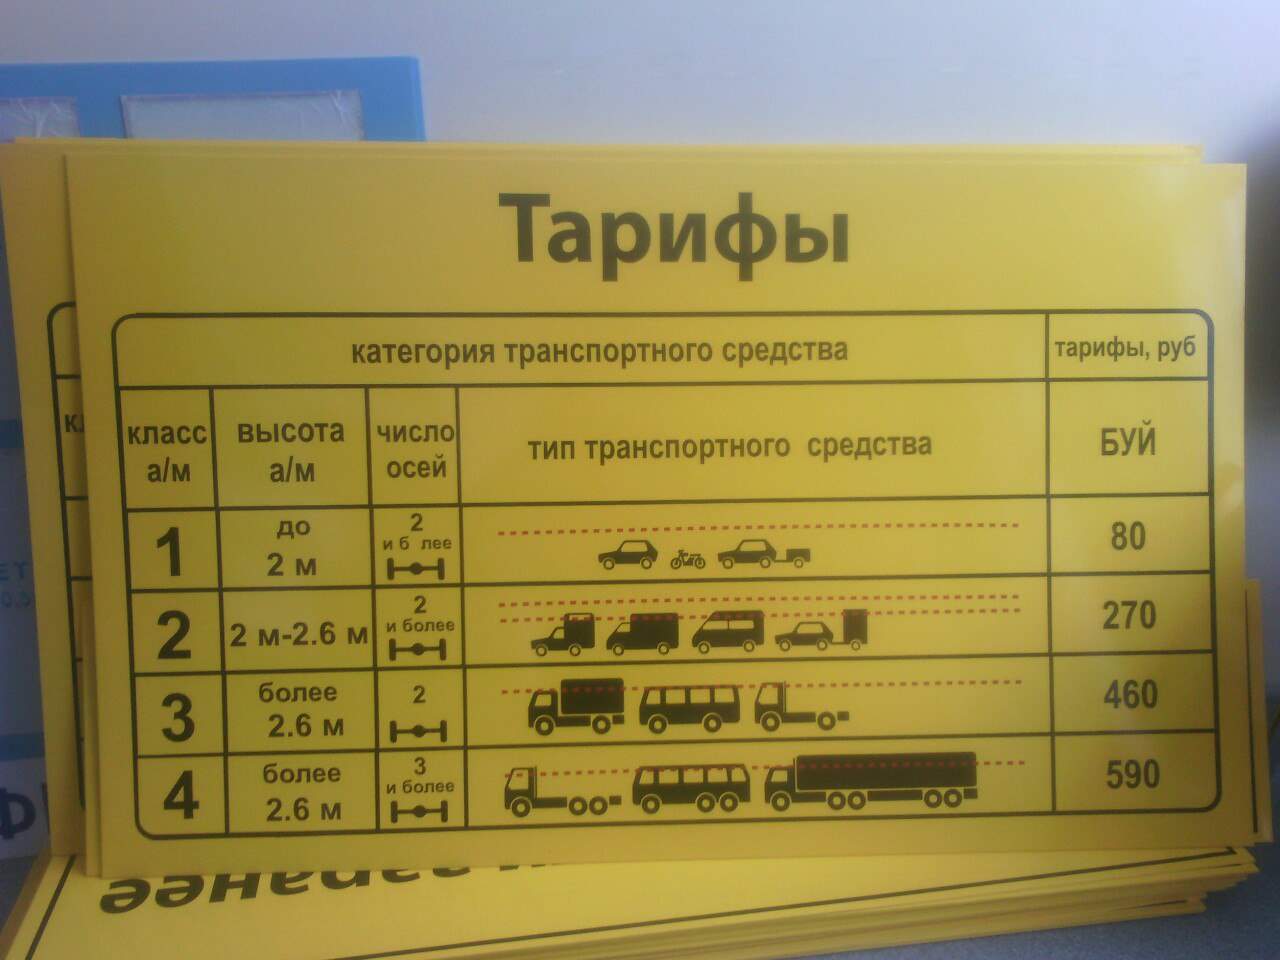 Тарифы
категория транспортного средства тарифы, руб
класс а/м высота а/м число осей тип транспортного средства БУЙ
1 до 2 м 2 и б лее 80
2 2 м-2.6 м 2 и более 270
3 более 2.6 м 2 460
4 более 2.6 м 3 и более 590
заранее